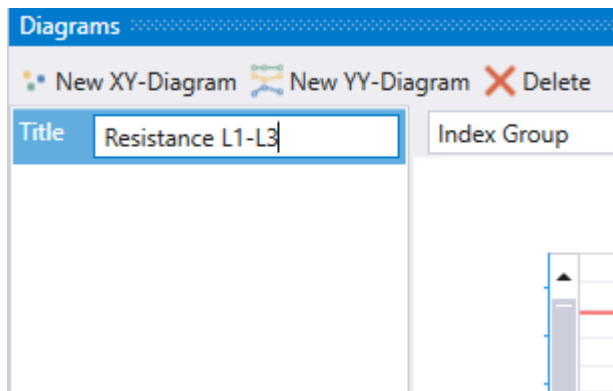 Diagrams
New XY-Diagram New YY-Diagram Delete
Title Resistance L1-L3 Index Group